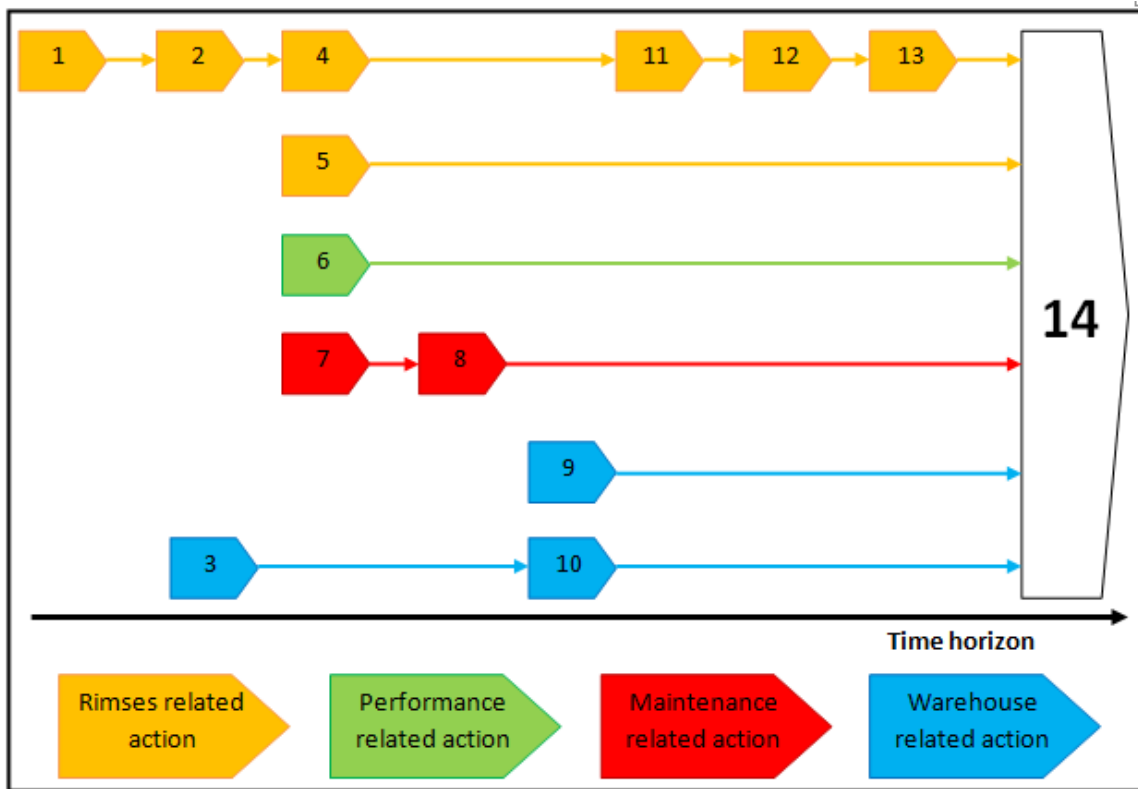 1 2 4 11 12 13
5
6
14
7 8
9
3 10
Time horizon
Rimses related
action
Performance
related action
Maintenance
related action
Warehouse
related action